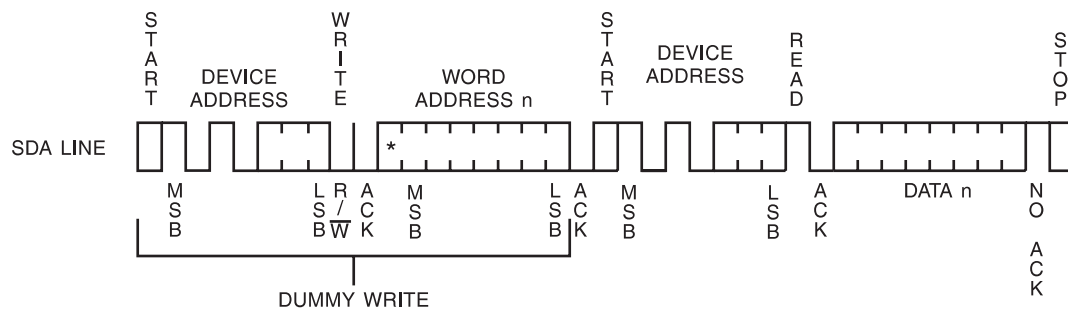 START
DEVICE
ADDRESS
WRITE
WORD
ADDRESS n
START
DEVICE
ADDRESS
READ
STOP
SDA LINE
*
MSB
LSB
R/W
ACK
MSB
LSB
ACK
MSB
LSB
ACK
DATA n
NO ACK
DUMMY WRITE